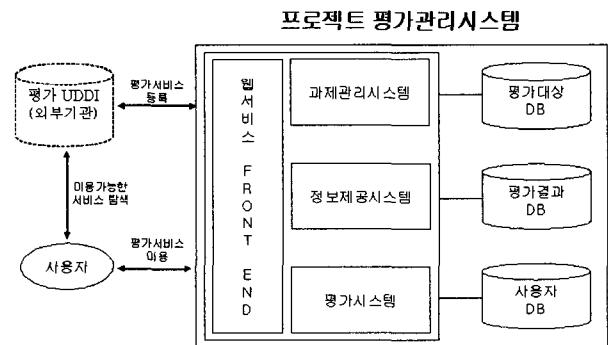 프로젝트 평가관리시스템
평가 UDDI
(외부기관)
평가서비스
등록
이용가능한
서비스 탐색
사용자
평가서비스
이용
웹서비스 FRONT END
과제관리시스템
정보제공시스템
평가시스템
평가대상
DB
평가결과
DB
사용자
DB